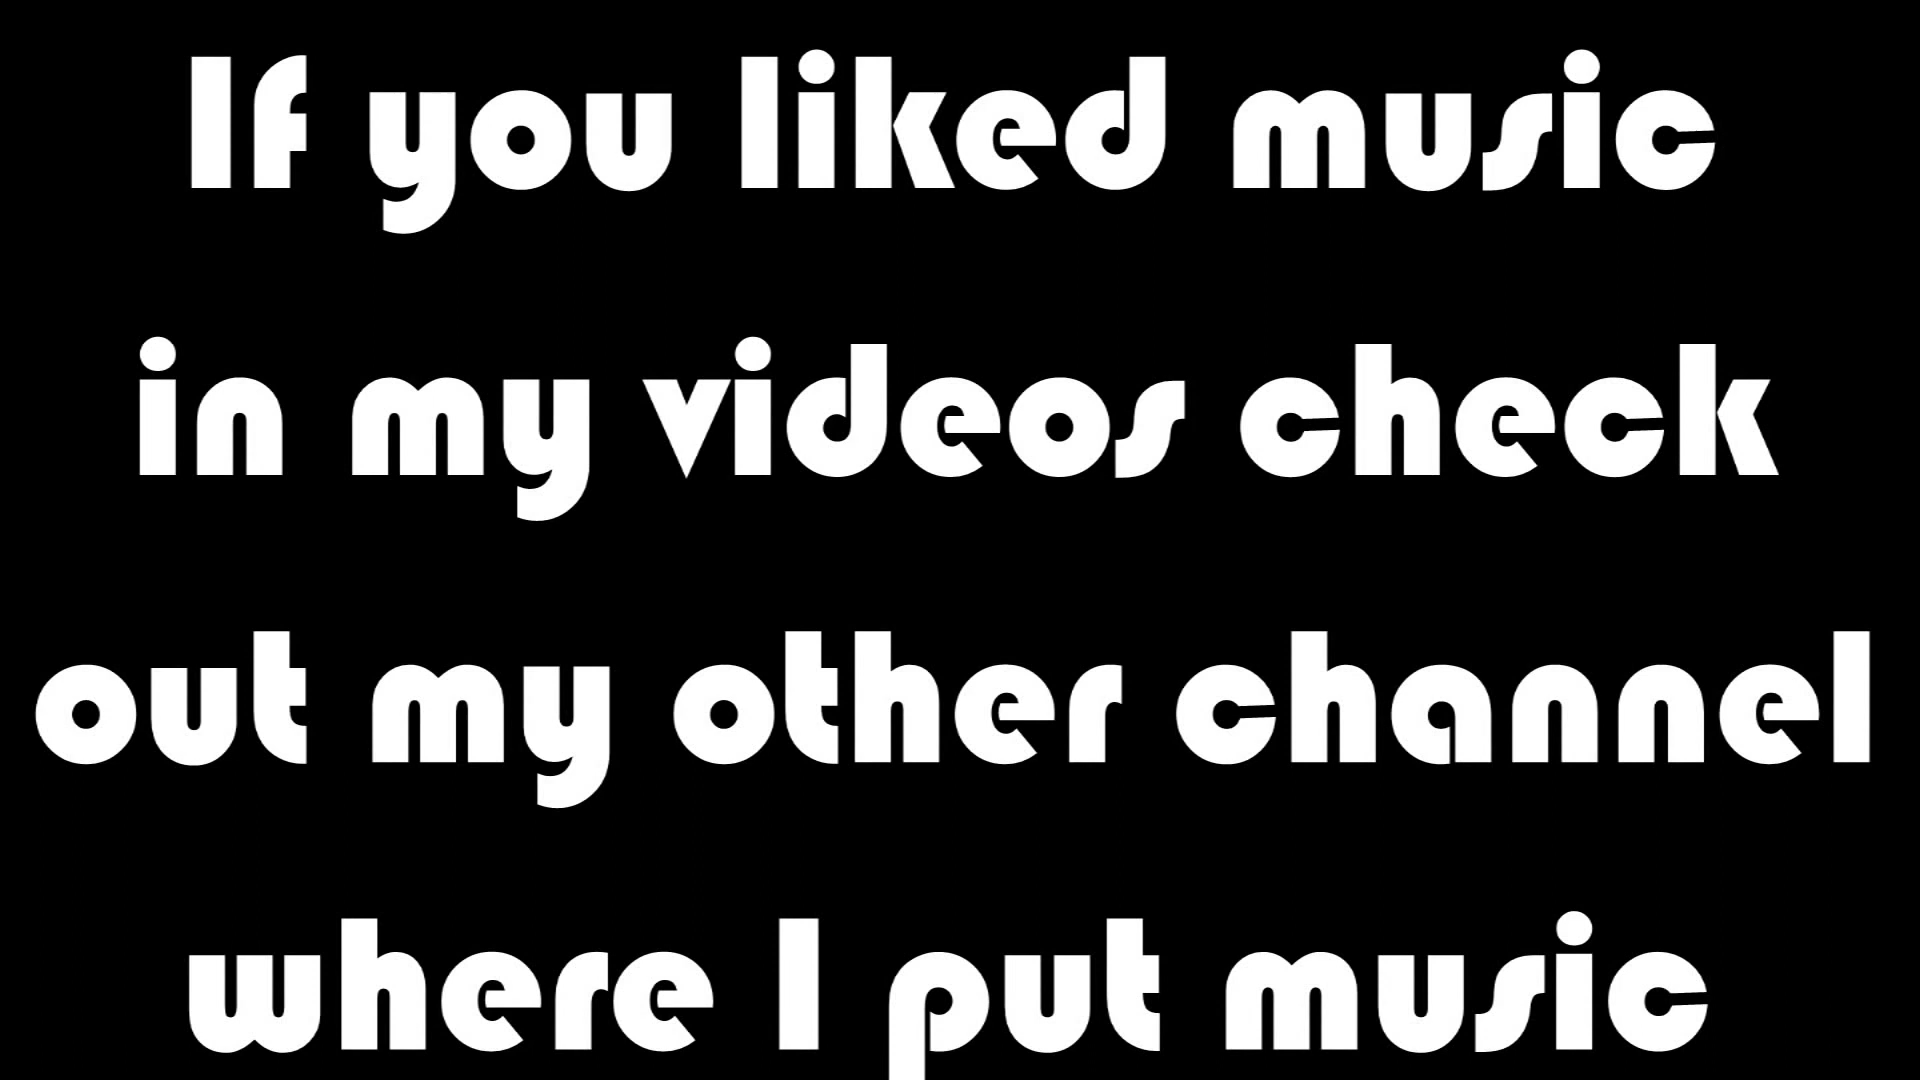 If you liked music
in my videos check
out my other channel
where I put music